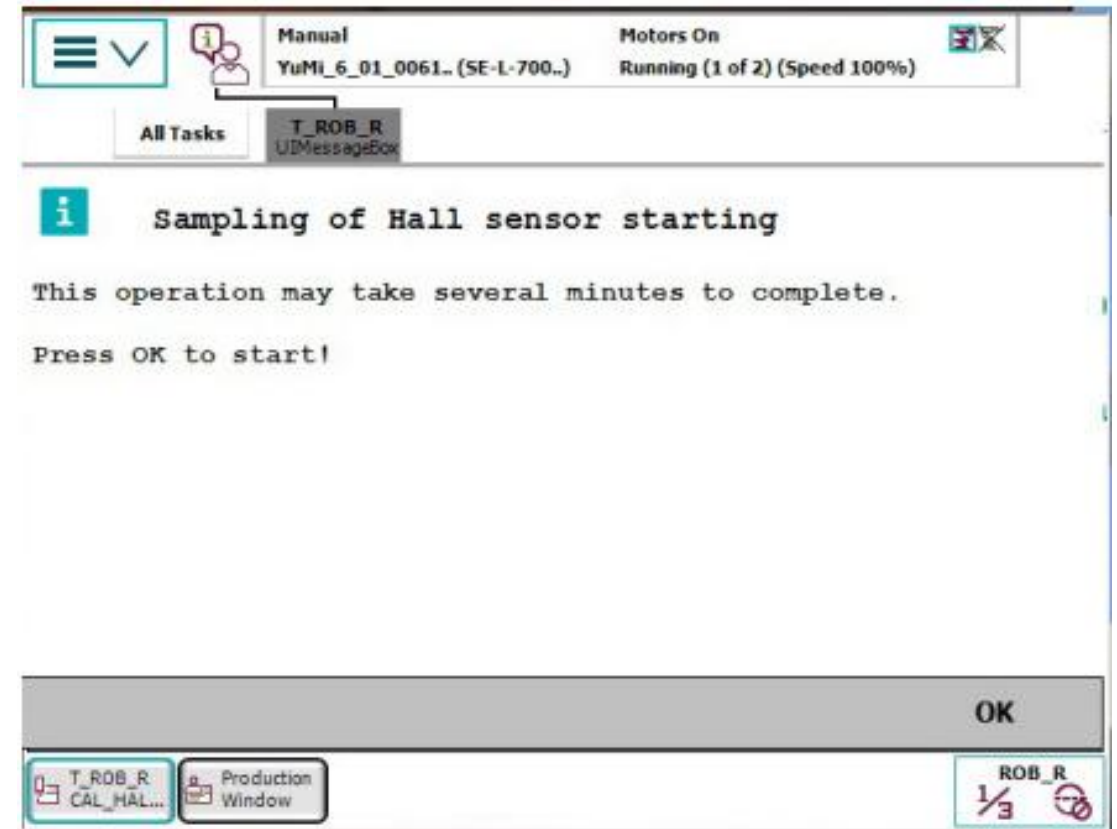 Manual
Motors On
YuMi_6_01_0061.. (SE-L-700..)
Running (1 of 2) (Speed 100%)
All Tasks
T_ROB_R
UIMessageBox
i
Sampling of Hall sensor starting
This operation may take several minutes to complete.
Press OK to start!
OK
T_ROB_R
CAL_HAL...
Production
Window
ROB_R
1/3